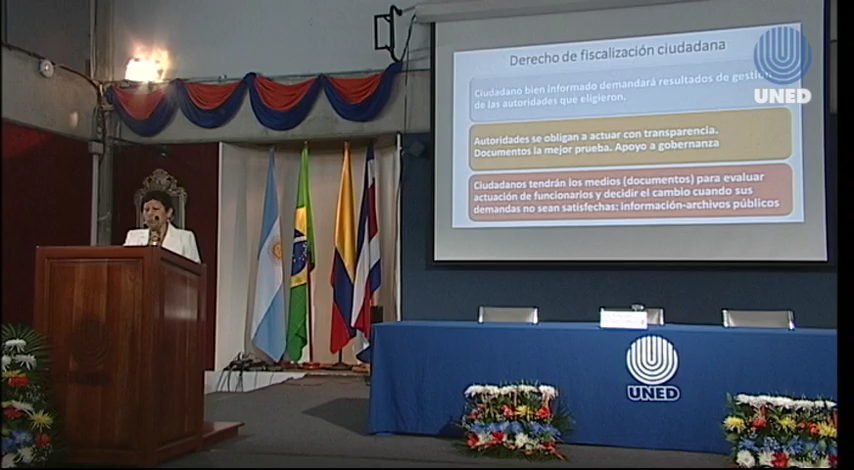 Derecho de fiscalización ciudadana
Ciudadano bien informado demandará resultados de gestión
de las autoridades que eligieron.
Autoridades se obligan a actuar con transparencia.
Documentos la mejor prueba. Apoyo a gobernanza
Ciudadanos tendrán los medios (documentos) para evaluar
actuación de funcionarios y decidir el cambio cuando sus
demandas no sean satisfechas: información-archivos públicos
UNED
UNED